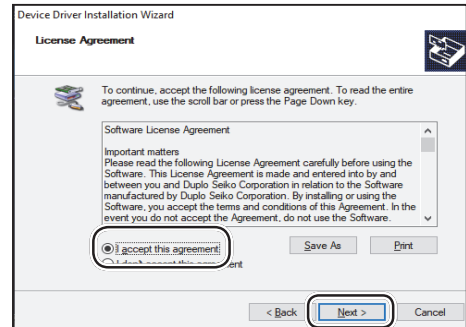 Device Driver Installation Wizard
License Agreement
To continue, accept the following license agreement. To read the entire
agreement, use the scroll bar or press the Page Down key.
Software License Agreement
Important matters
Please read the following License Agreement carefully before using the
Software. This License Agreement is made and entered into by and
between you and Duplo Seiko Corporation in relation to the Software
manufactured by Duplo Seiko Corporation. By installing or using the
Software, you accept the terms and conditions of this Agreement. In the
event you do not accept the Agreement, do not use the Software.
I accept this agreement
I don't accept this agreement
Save As
Print
< Back
Next >
Cancel